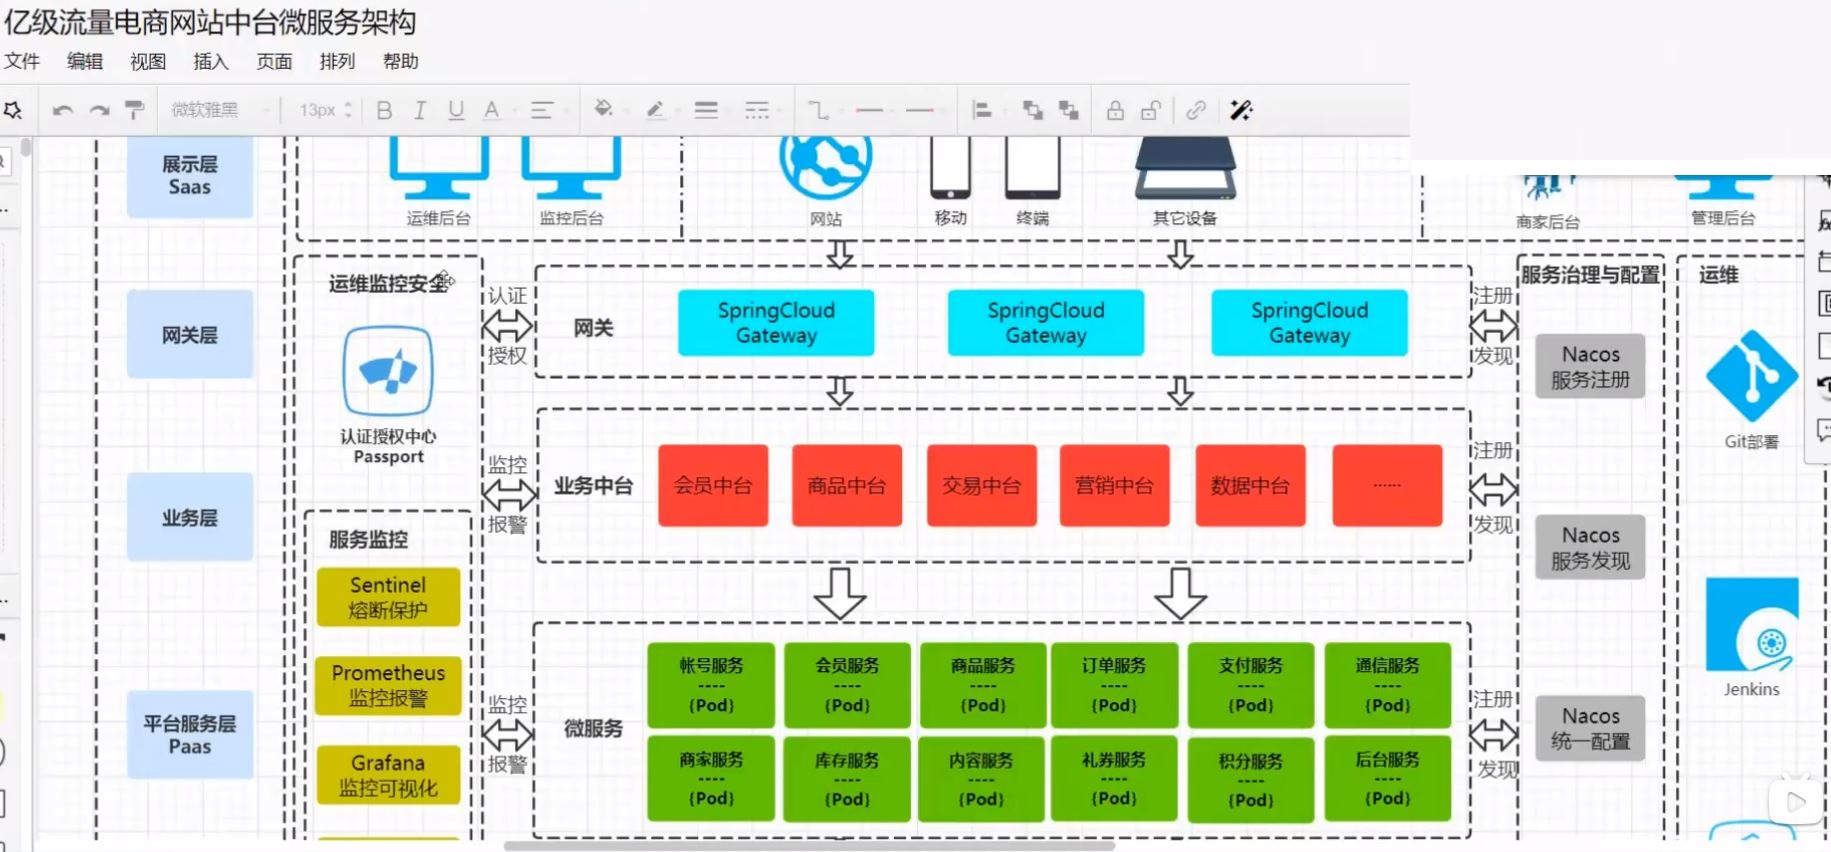 亿级流量电商网站中台微服务架构
文件 编辑 视图 插入 页面 排列 帮助
微软雅黑 13px B I U A
展示层
Saas
运维后台 监控后台 网站 移动 终端 其它设备 商家后台 管理后台
网关层
运维监控安全
认证授权中心
Passport
认证
授权
网关
SpringCloud
Gateway
SpringCloud
Gateway
SpringCloud
Gateway
注册
发现
服务治理与配置
Nacos
服务注册
运维
Git部署
业务层
监控
报警
业务中台
会员中台
商品中台
交易中台
营销中台
数据中台
......
注册
发现
Nacos
服务发现
服务监控
Sentinel
熔断保护
Prometheus
监控报警
Grafana
监控可视化
Jenkins
平台服务层
Paas
监控
报警
微服务
帐号服务
----
{Pod}
会员服务
----
{Pod}
商品服务
----
{Pod}
订单服务
----
{Pod}
支付服务
----
{Pod}
通信服务
----
{Pod}
商家服务
----
{Pod}
库存服务
----
{Pod}
内容服务
----
{Pod}
礼券服务
----
{Pod}
积分服务
----
{Pod}
后台服务
----
{Pod}
注册
发现
Nacos
统一配置